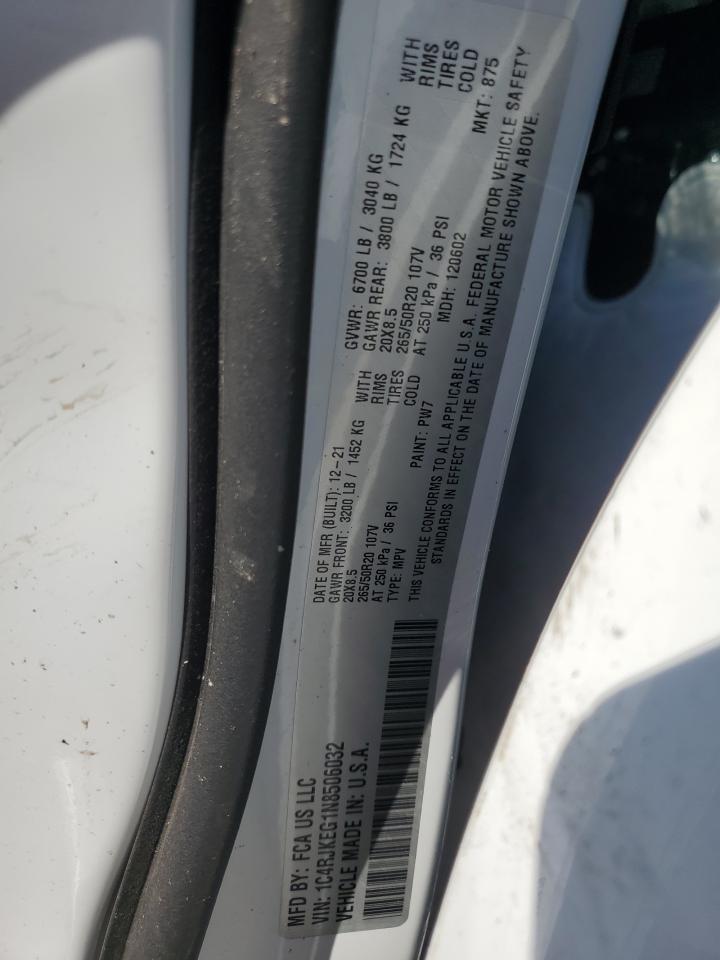 MFD BY: FCA US LLC
VIN: 1C4RJKEG1N8506032
VEHICLE MADE IN: U.S.A.
DATE OF MFR (BUILT): 12-21 GVWR: 6700 LB / 3040 KG
GAWR FRONT: 3200 LB / 1452 KG WITH GAWR REAR: 3800 LB / 1724 KG WITH
20X8.5 RIMS 20X8.5 RIMS
265/50R20 107V TIRES 265/50R20 107V TIRES
AT 250 kPa / 36 PSI COLD AT 250 kPa / 36 PSI COLD
TYPE: MPV PAINT: PW7 MDH: 120602 MKT: 875
THIS VEHICLE CONFORMS TO ALL APPLICABLE U.S.A. FEDERAL MOTOR VEHICLE SAFETY
STANDARDS IN EFFECT ON THE DATE OF MANUFACTURE SHOWN ABOVE.